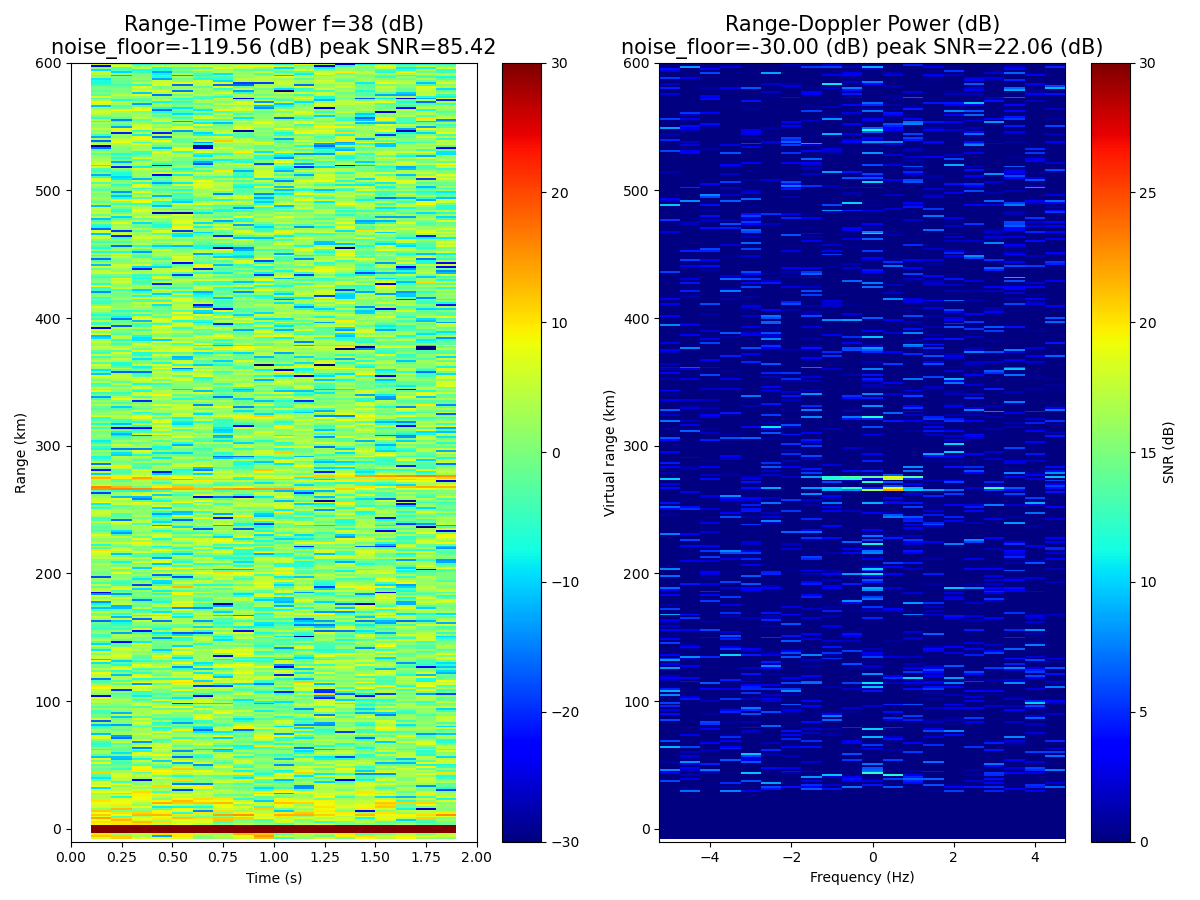 Range-Time Power f=38 (dB)
noise_floor=-119.56 (dB) peak SNR=85.42
600
500
400
300
200
100
0
Range (km)
0.00 0.25 0.50 0.75 1.00 1.25 1.50 1.75 2.00
Time (s)
30
20
10
0
−10
−20
−30
Range-Doppler Power (dB)
noise_floor=-30.00 (dB) peak SNR=22.06 (dB)
600
500
400
300
200
100
0
Virtual range (km)
−4 −2 0 2 4
Frequency (Hz)
30
25
20
15
10
5
0
SNR (dB)